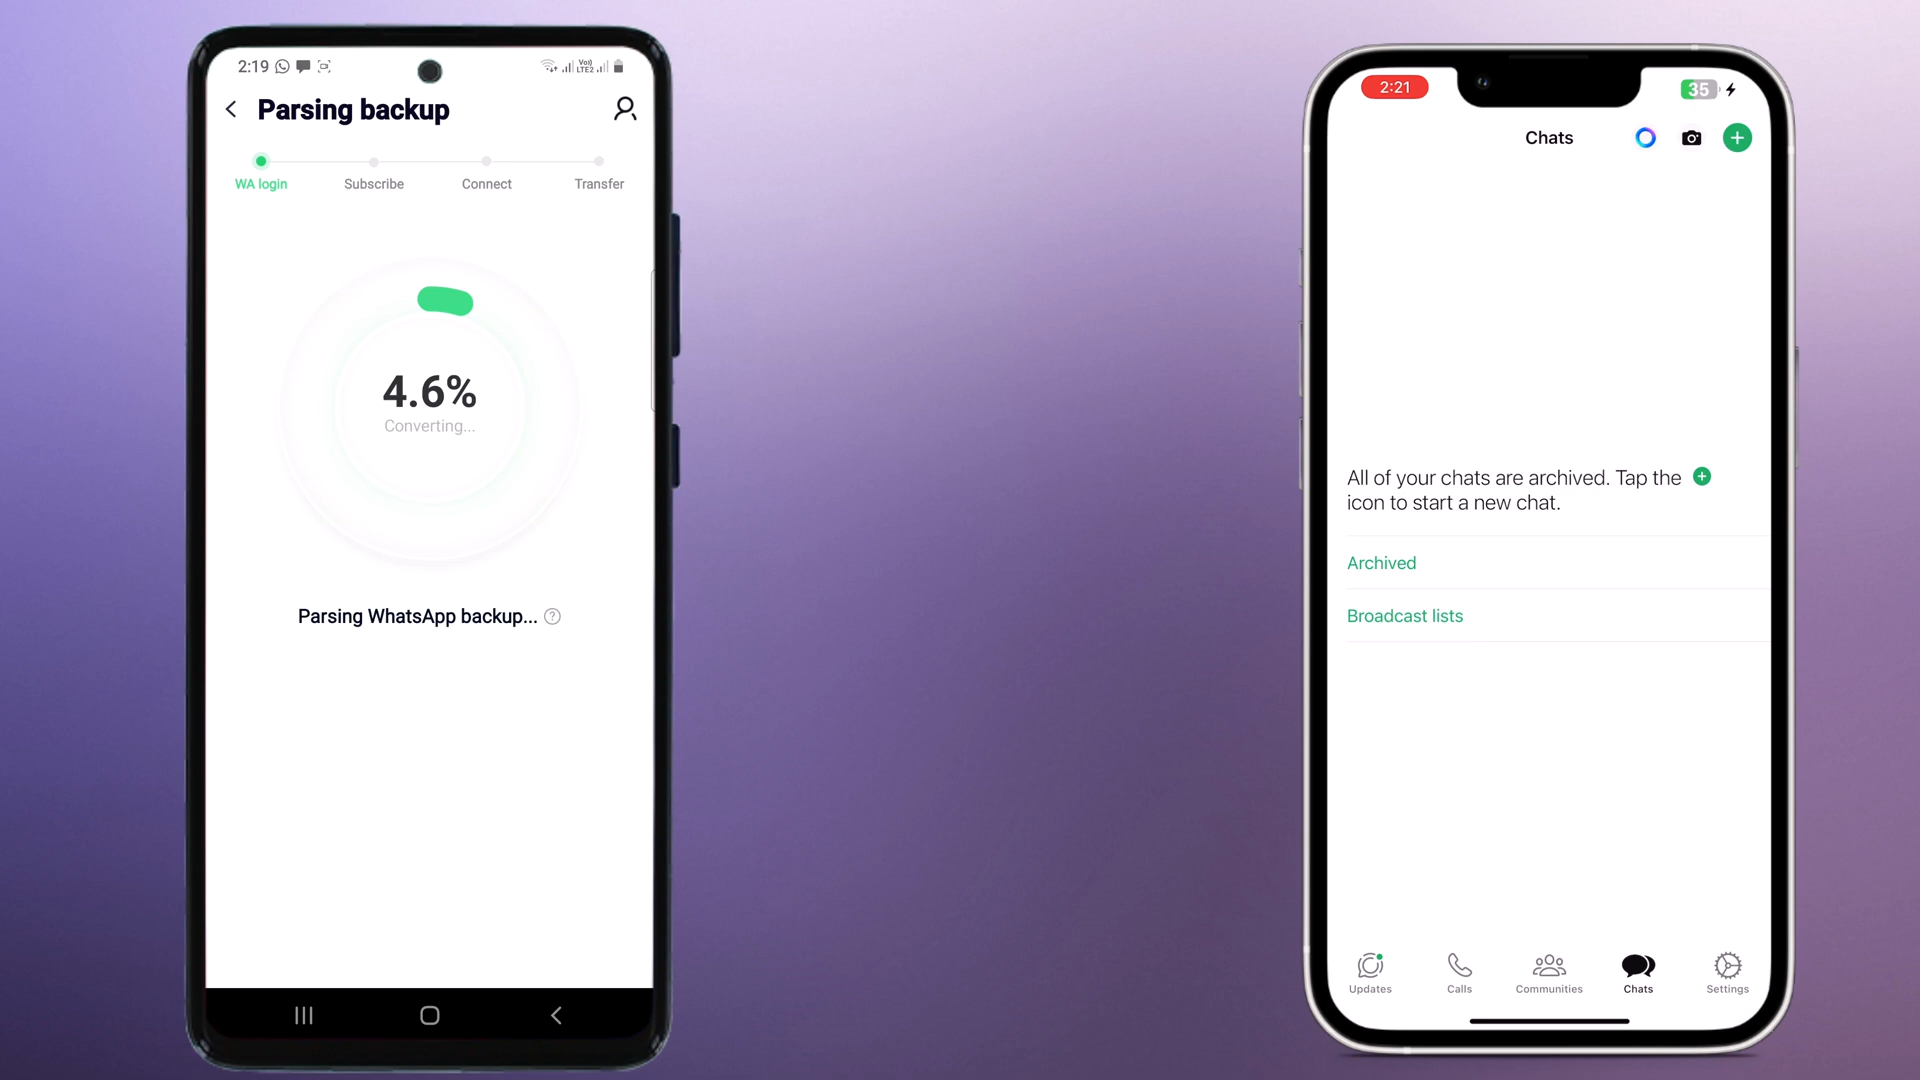 2:19
Vo))
LTE2
Parsing backup
WA login
Subscribe
Connect
Transfer
4.6%
Converting...
Parsing WhatsApp backup...
2:21
35
Chats
All of your chats are archived. Tap the
icon to start a new chat.
Archived
Broadcast lists
Updates
Calls
Communities
Chats
Settings